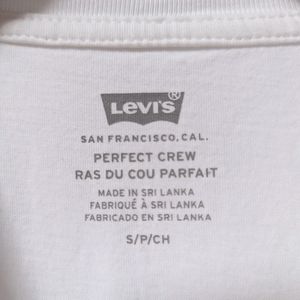 Levi's®
SAN FRANCISCO, CAL.
PERFECT CREW
RAS DU COU PARFAIT
MADE IN SRI LANKA
FABRIQUÉ À SRI LANKA
FABRICADO EN SRI LANKA
S/P/CH